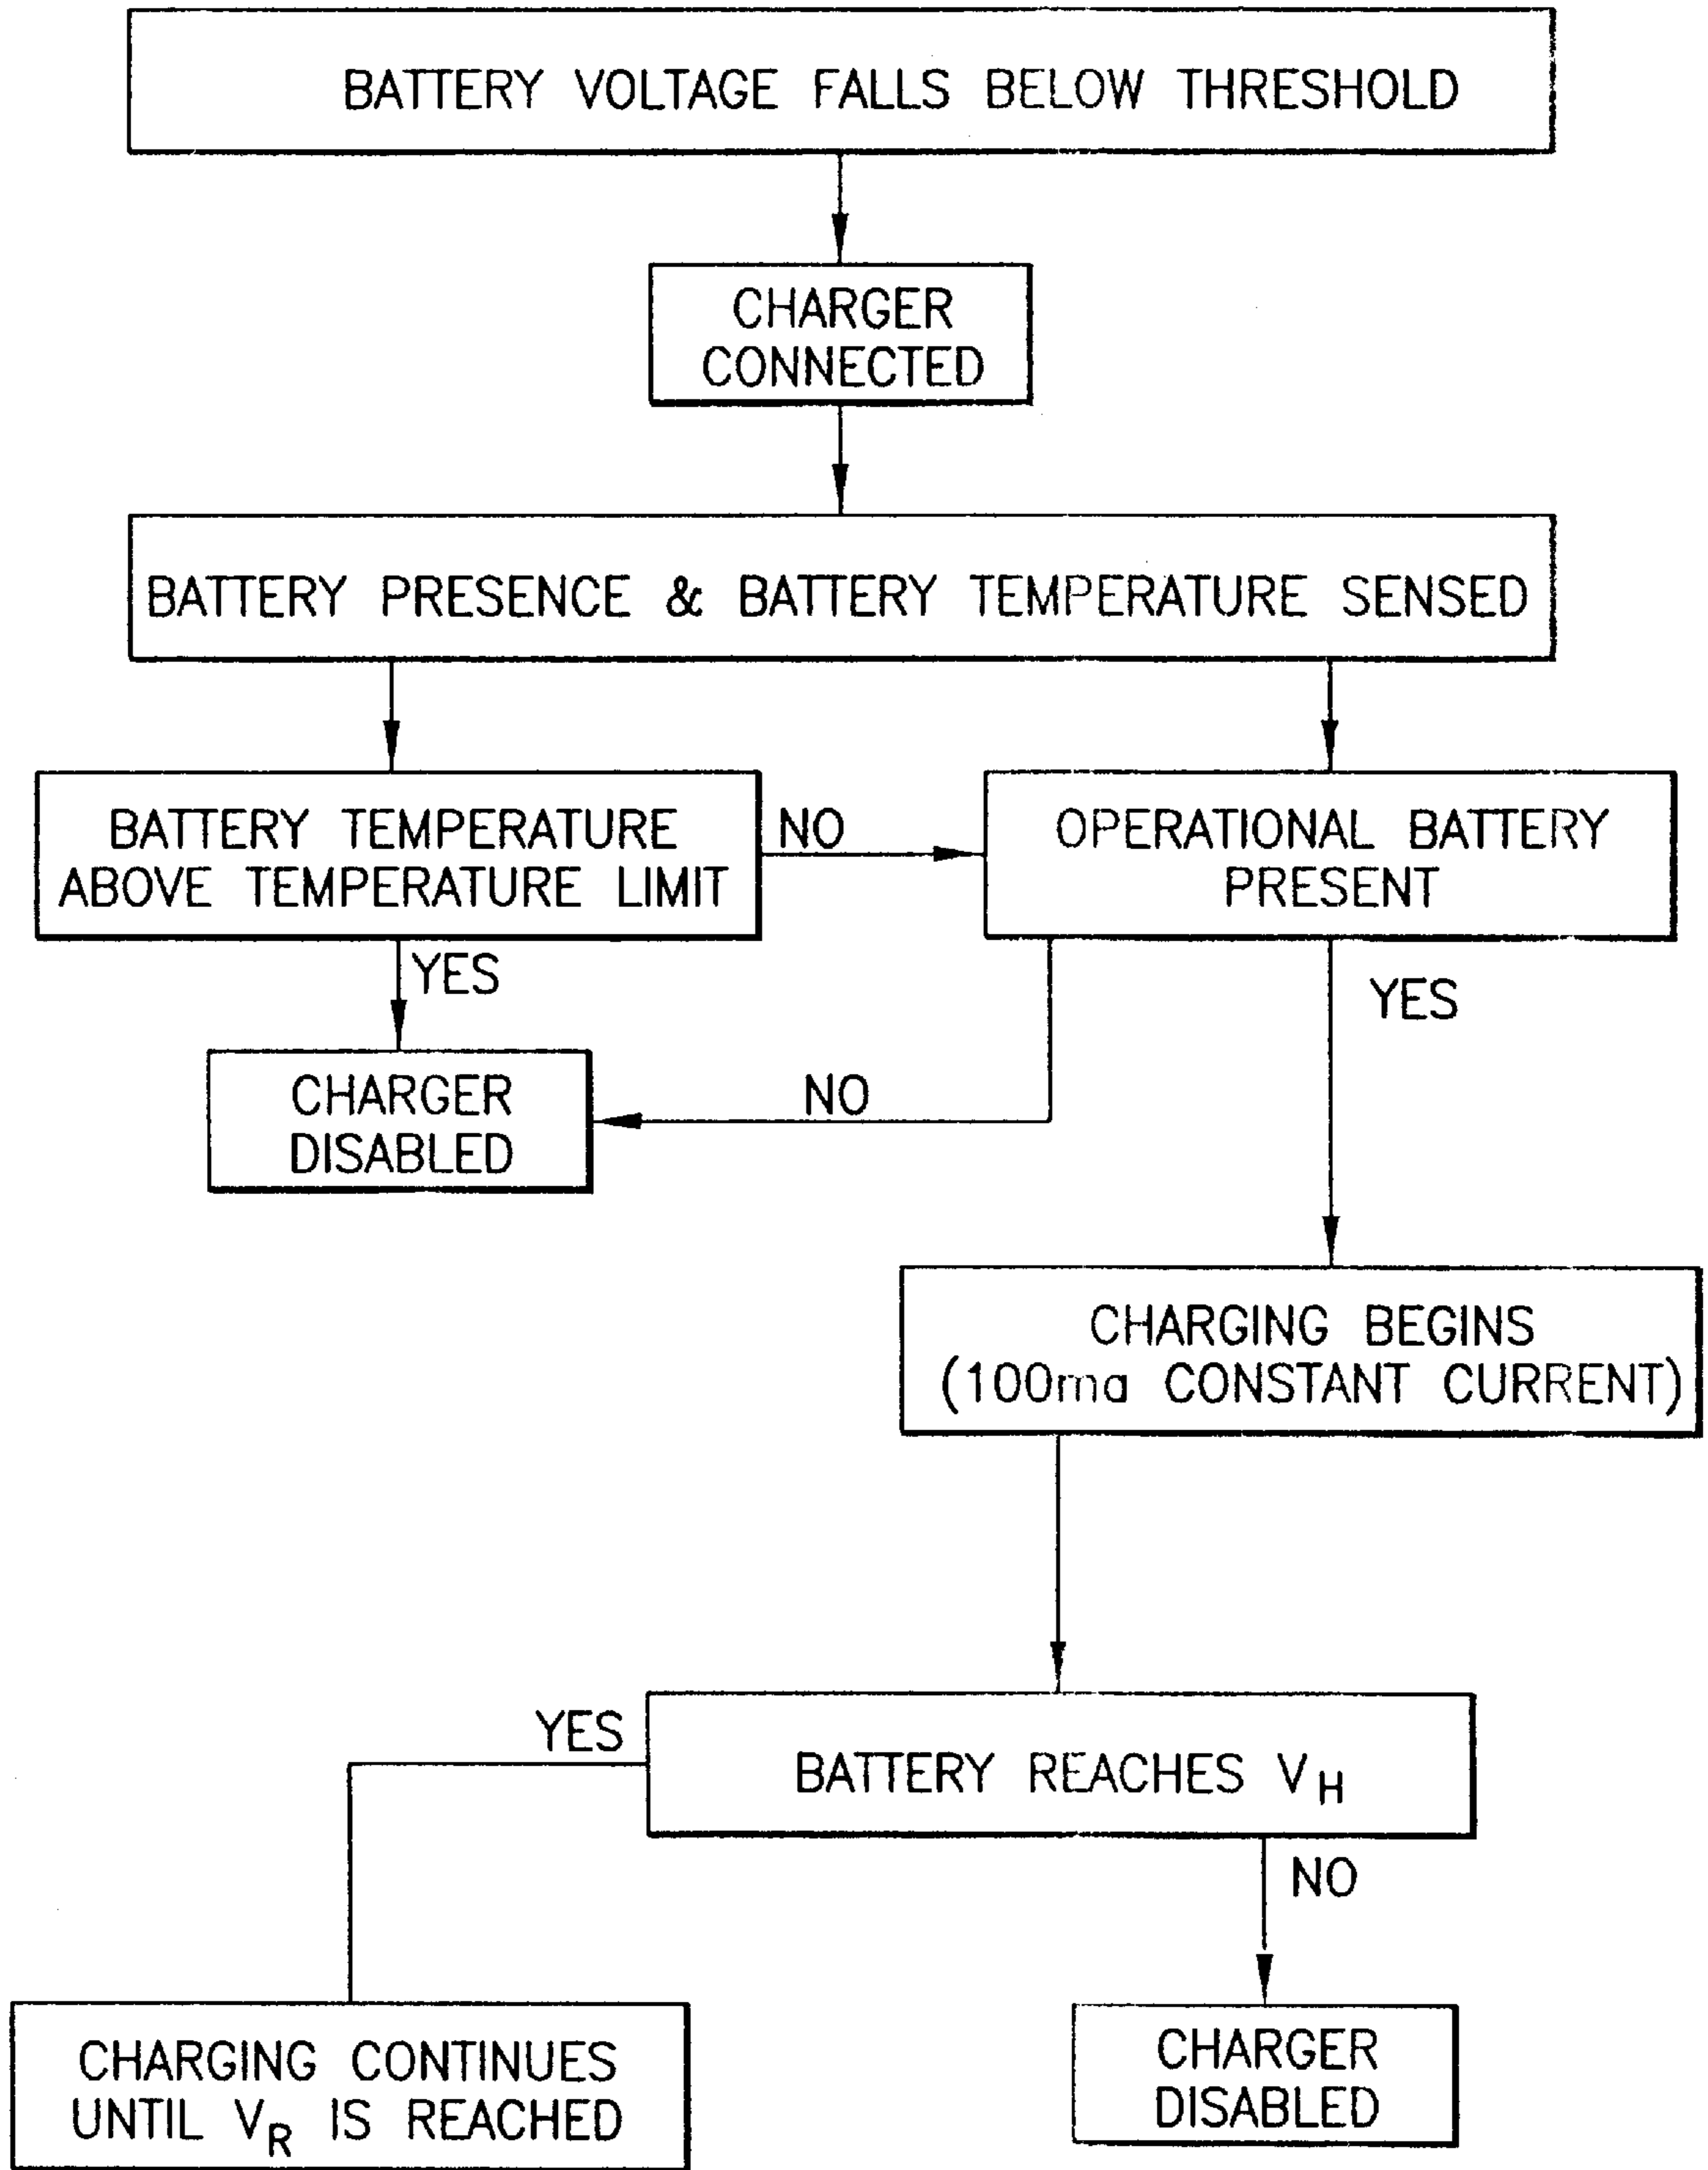 BATTERY VOLTAGE FALLS BELOW THRESHOLD
CHARGER
CONNECTED
BATTERY PRESENCE & BATTERY TEMPERATURE SENSED
BATTERY TEMPERATURE
ABOVE TEMPERATURE LIMIT
NO
OPERATIONAL BATTERY
PRESENT
YES
YES
CHARGER
DISABLED
NO
CHARGING BEGINS
(100ma CONSTANT CURRENT)
YES
BATTERY REACHES V_H
NO
CHARGING CONTINUES
UNTIL V_R IS REACHED
CHARGER
DISABLED